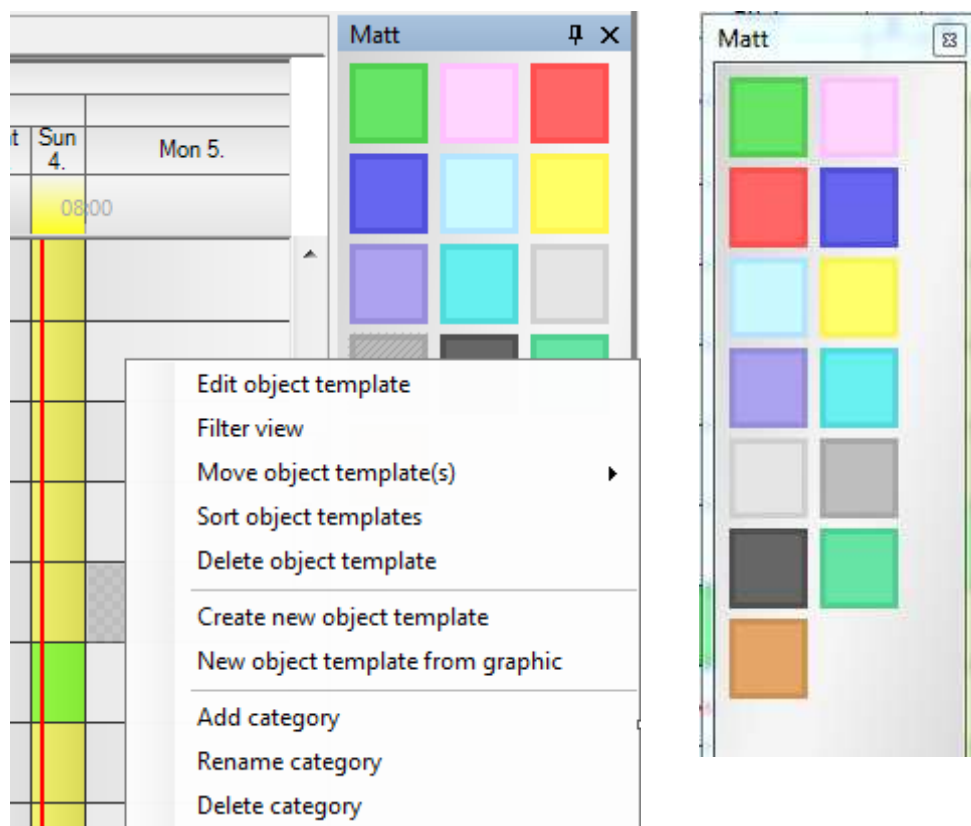 Matt
Sun
4.
Mon 5.
08:00
Edit object template
Filter view
Move object template(s)
Sort object templates
Delete object template
Create new object template
New object template from graphic
Add category
Rename category
Delete category
Matt